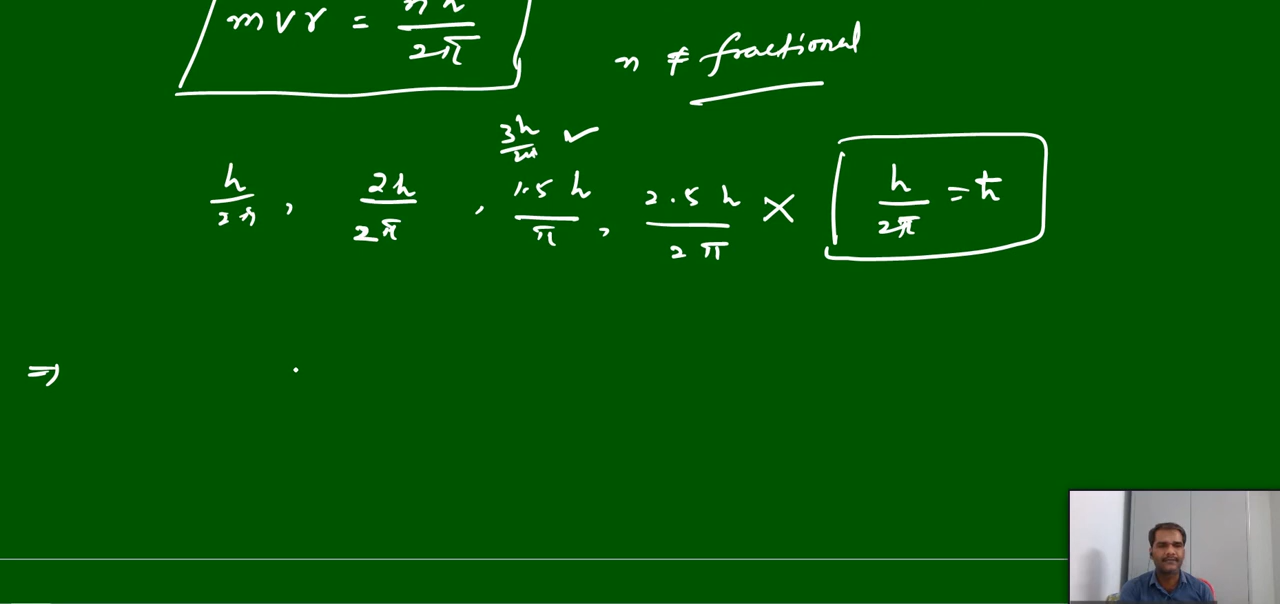 mvr = nh/2π
n ≠ fractional
3h/2π ✓
h/2π, 2h/2π, 1.5 h/π, 2.5 h/2π ✗ h/2π = ħ
⇒